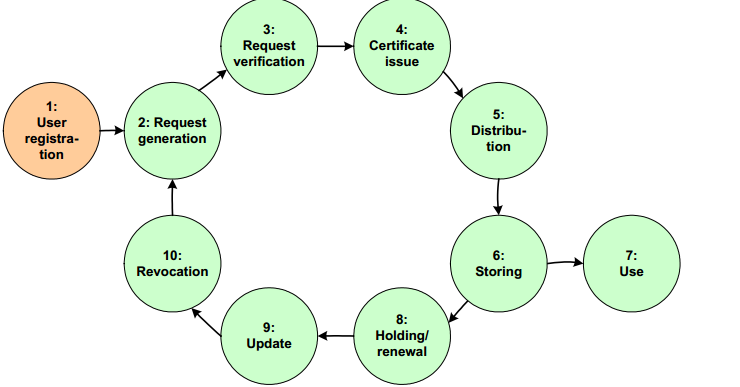 1:
User
registra-
tion
2: Request
generation
3:
Request
verification
4:
Certificate
issue
5:
Distribu-
tion
6:
Storing
7:
Use
8:
Holding/
renewal
9:
Update
10:
Revocation